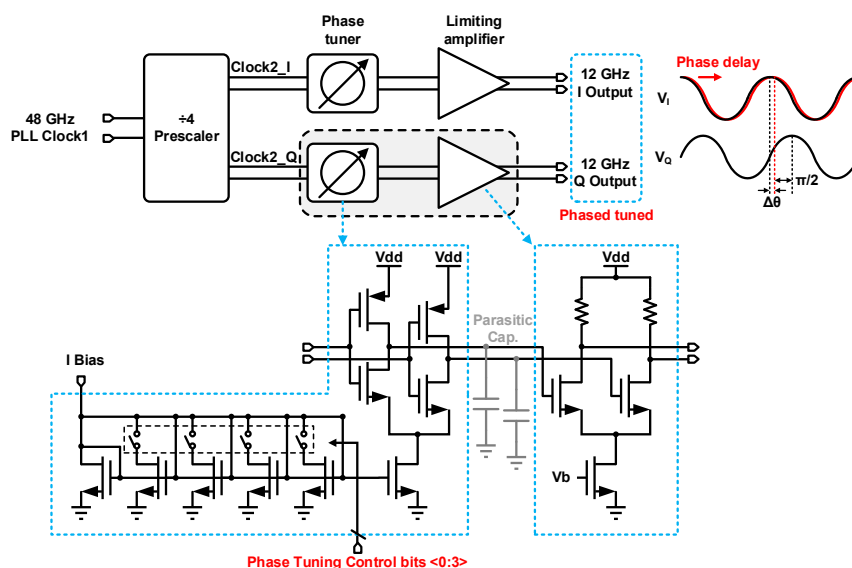 Phase
tuner
Limiting
amplifier
48 GHz
PLL Clock1
÷4
Prescaler
Clock2_I
Clock2_Q
12 GHz
I Output
12 GHz
Q Output
Phased tuned
Phase delay
VI
VQ
π/2
Δθ
Vdd
Vdd
Vdd
Parasitic
Cap.
I Bias
Vb
Phase Tuning Control bits <0:3>